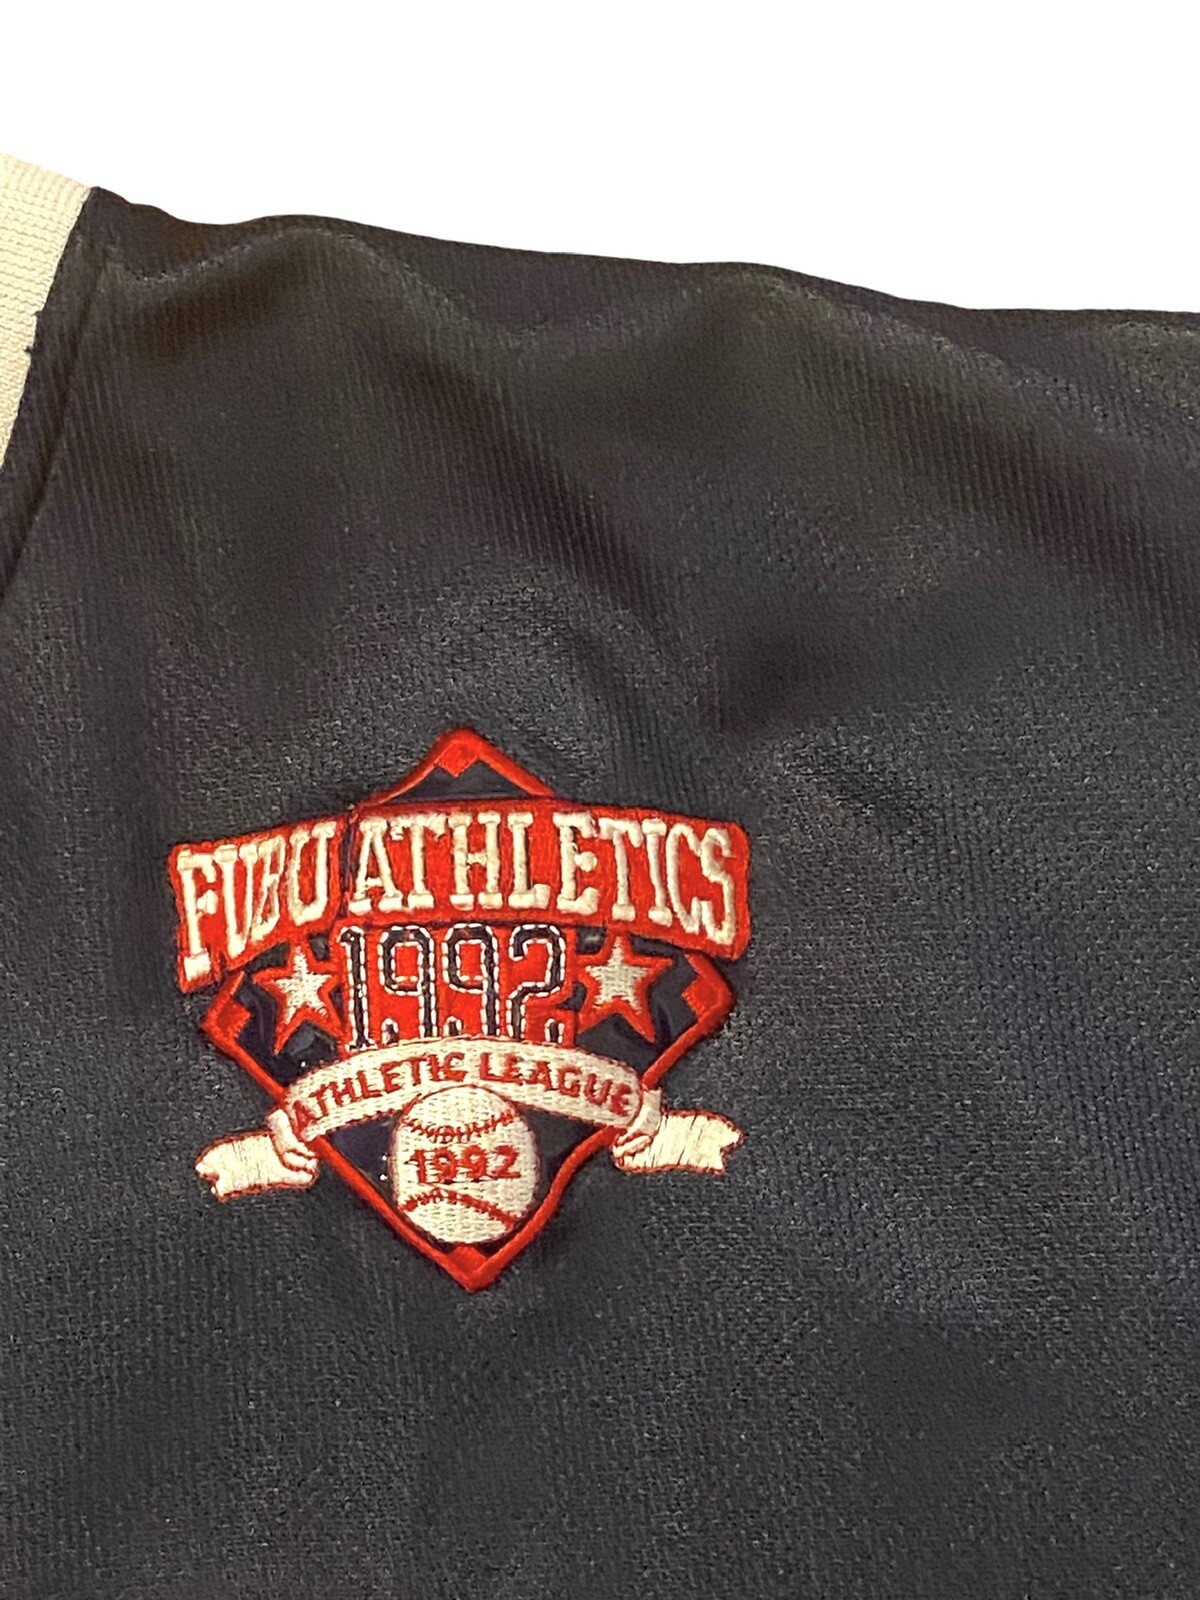 FUBU ATHLETICS
1992
ATHLETIC LEAGUE
1992